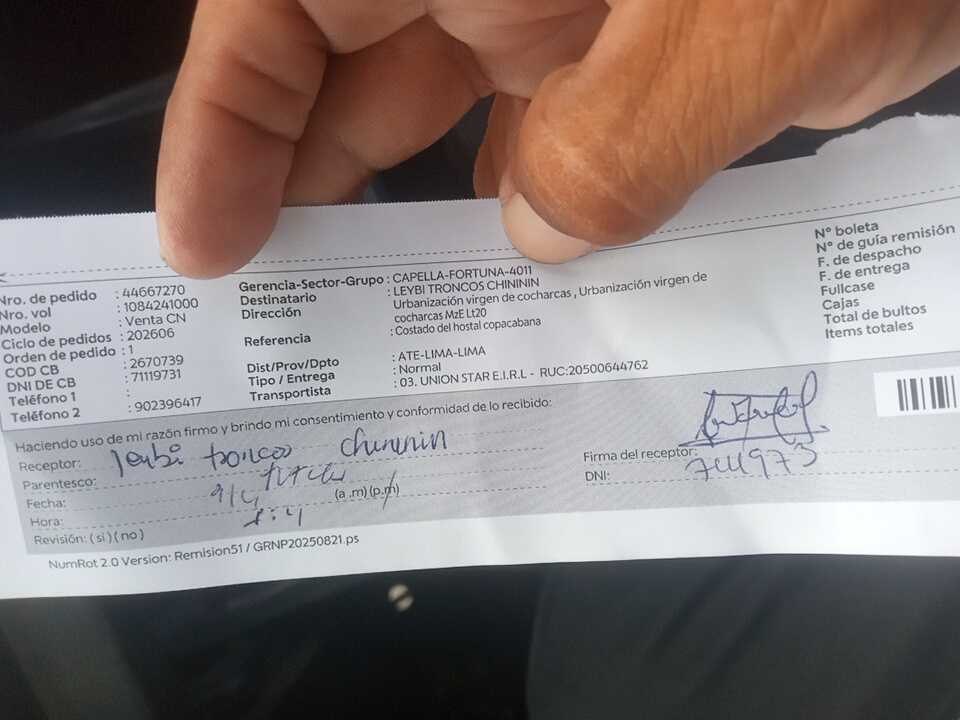 Nro. de pedido : 44667270
Nro. vol : 1084241000
Modelo : Venta CN
Ciclo de pedidos : 202606
Orden de pedido : 1
COD CB : 2670739
DNI DE CB : 71119731
Teléfono 1 :
Teléfono 2 : 902396417
Gerencia-Sector-Grupo : CAPELLA-FORTUNA-4011
Destinatario : LEYBI TRONCOS CHININ
Dirección : Urbanización virgen de cocharcas , Urbanización virgen de
cocharcas MzE Lt20
Referencia : Costado del hostal copacabana
Dist/Prov/Dpto : ATE-LIMA-LIMA
Tipo / Entrega : Normal
Transportista : 03. UNION STAR E.I.R.L - RUC:20500644762
N° boleta
N° de guía remisión
F. de despacho
F. de entrega
Fullcase
Cajas
Total de bultos
Items totales
Haciendo uso de mi razón firmo y brindo mi consentimiento y conformidad de lo recibido:
Receptor: troncos chininin
Parentesco: titular
Fecha: 9/4
Hora: (a .m) (p.m)
Revisión: ( si ) ( no )
Firma del receptor:
DNI:
NumRot 2.0 Version: Remision51 / GRNP20250821.ps